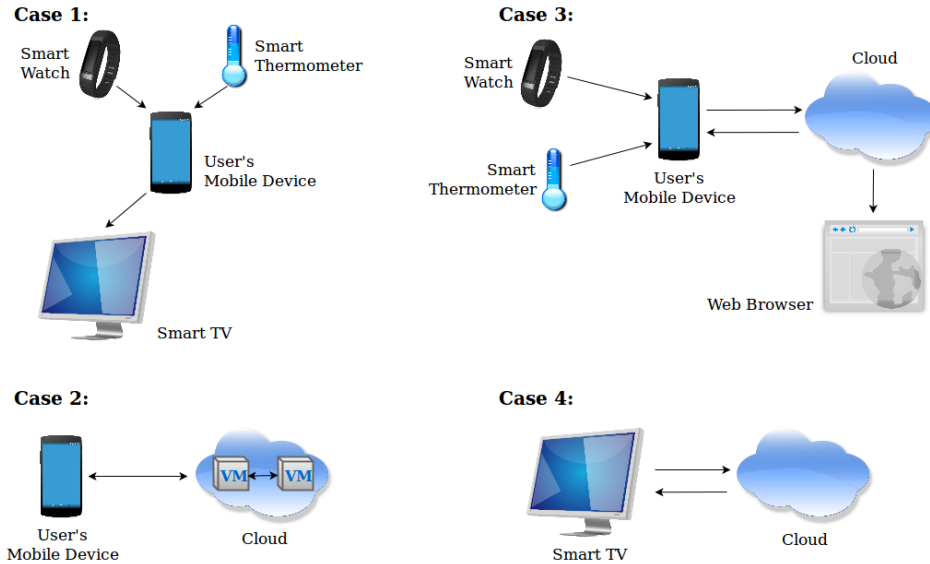 Case 1:
Smart
Watch
Smart
Thermometer
User's
Mobile Device
Smart TV
Case 3:
Smart
Watch
Cloud
Smart
Thermometer
User's
Mobile Device
Web Browser
Case 2:
VM
VM
User's
Mobile Device
Cloud
Case 4:
Smart TV
Cloud